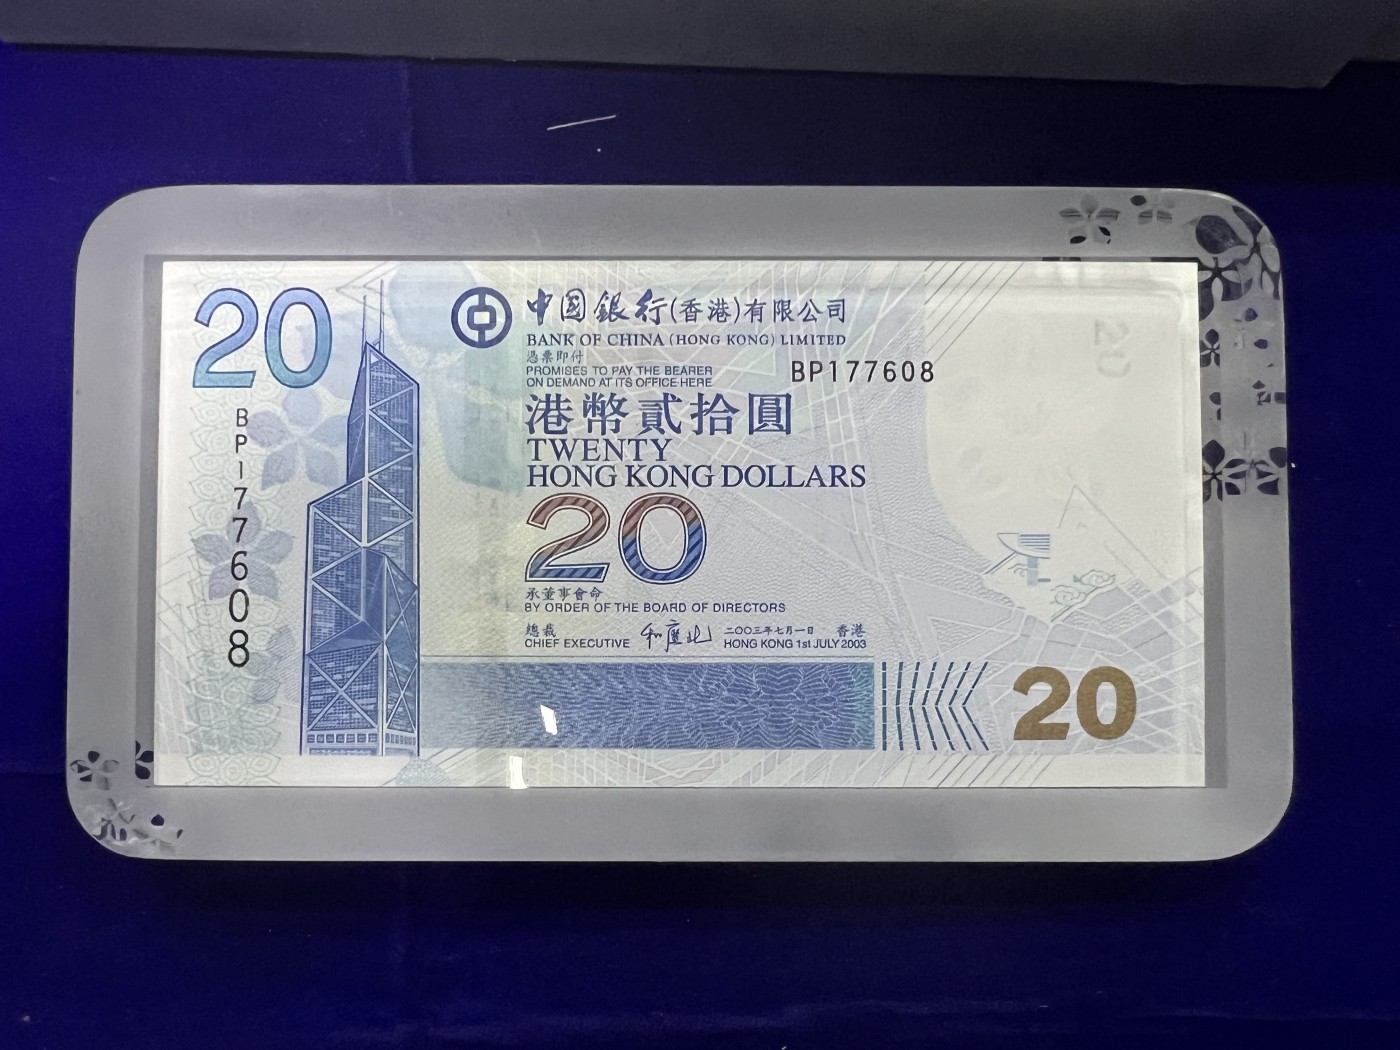 20
中國銀行(香港)有限公司
BANK OF CHINA (HONG KONG) LIMITED
憑票即付
PROMISES TO PAY THE BEARER
ON DEMAND AT ITS OFFICE HERE
BP177608
港幣貳拾圓
TWENTY
HONG KONG DOLLARS
20
BP177608
承董事會命
BY ORDER OF THE BOARD OF DIRECTORS
總裁
CHIEF EXECUTIVE
二〇〇三年七月一日 香港
HONG KONG 1st JULY 2003
20